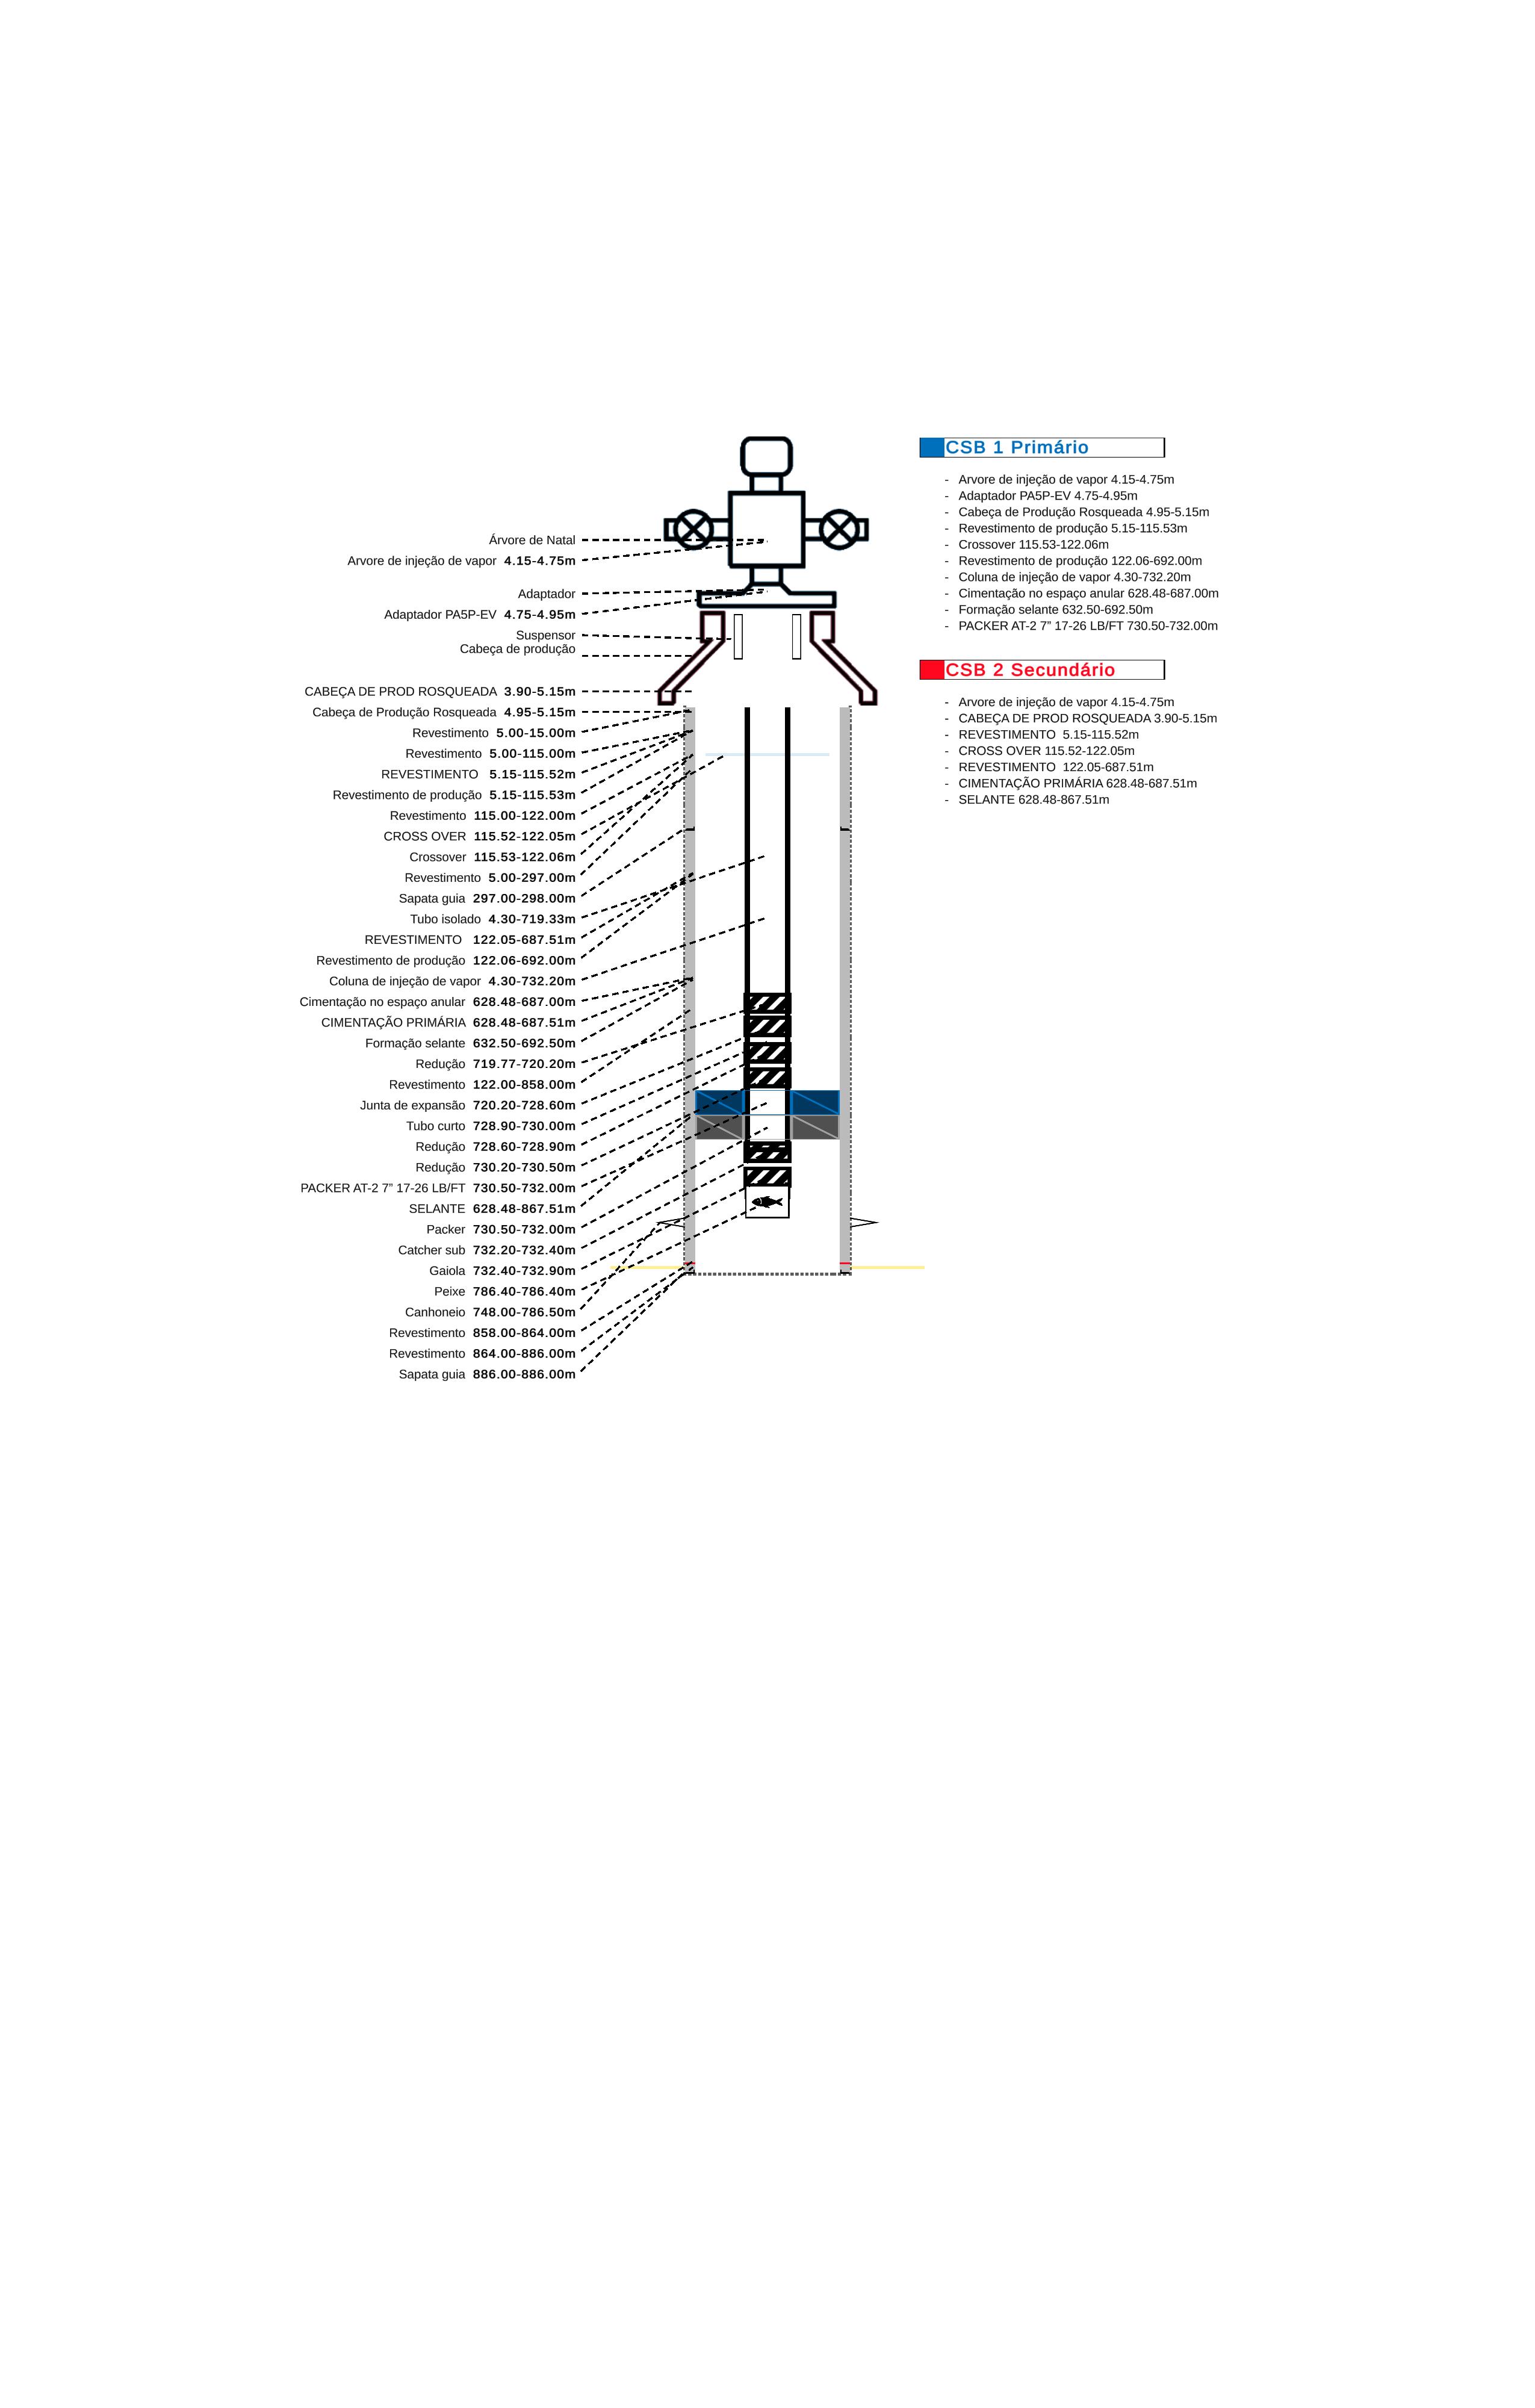 Árvore de Natal
Arvore de injeção de vapor 4.15-4.75m
Adaptador
Adaptador PA5P-EV 4.75-4.95m
Suspensor
Cabeça de produção
CABEÇA DE PROD ROSQUEADA 3.90-5.15m
Cabeça de Produção Rosqueada 4.95-5.15m
Revestimento 5.00-15.00m
Revestimento 5.00-115.00m
REVESTIMENTO 5.15-115.52m
Revestimento de produção 5.15-115.53m
Revestimento 115.00-122.00m
CROSS OVER 115.52-122.05m
Crossover 115.53-122.06m
Revestimento 5.00-297.00m
Sapata guia 297.00-298.00m
Tubo isolado 4.30-719.33m
REVESTIMENTO 122.05-687.51m
Revestimento de produção 122.06-692.00m
Coluna de injeção de vapor 4.30-732.20m
Cimentação no espaço anular 628.48-687.00m
CIMENTAÇÃO PRIMÁRIA 628.48-687.51m
Formação selante 632.50-692.50m
Redução 719.77-720.20m
Revestimento 122.00-858.00m
Junta de expansão 720.20-728.60m
Tubo curto 728.90-730.00m
Redução 728.60-728.90m
Redução 730.20-730.50m
PACKER AT-2 7” 17-26 LB/FT 730.50-732.00m
SELANTE 628.48-867.51m
Packer 730.50-732.00m
Catcher sub 732.20-732.40m
Gaiola 732.40-732.90m
Peixe 786.40-786.40m
Canhoneio 748.00-786.50m
Revestimento 858.00-864.00m
Revestimento 864.00-886.00m
Sapata guia 886.00-886.00m
CSB 1 Primário
- Arvore de injeção de vapor 4.15-4.75m
- Adaptador PA5P-EV 4.75-4.95m
- Cabeça de Produção Rosqueada 4.95-5.15m
- Revestimento de produção 5.15-115.53m
- Crossover 115.53-122.06m
- Revestimento de produção 122.06-692.00m
- Coluna de injeção de vapor 4.30-732.20m
- Cimentação no espaço anular 628.48-687.00m
- Formação selante 632.50-692.50m
- PACKER AT-2 7” 17-26 LB/FT 730.50-732.00m
CSB 2 Secundário
- Arvore de injeção de vapor 4.15-4.75m
- CABEÇA DE PROD ROSQUEADA 3.90-5.15m
- REVESTIMENTO 5.15-115.52m
- CROSS OVER 115.52-122.05m
- REVESTIMENTO 122.05-687.51m
- CIMENTAÇÃO PRIMÁRIA 628.48-687.51m
- SELANTE 628.48-867.51m